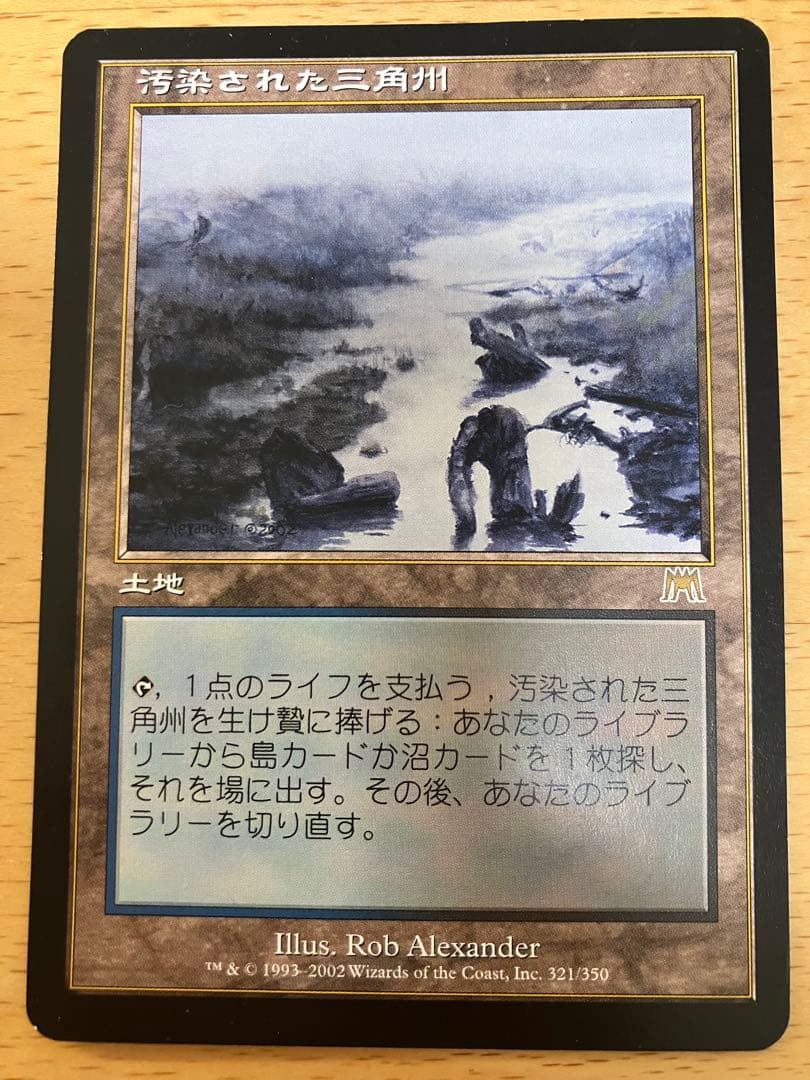 汚染された三角州
Alexander ©2002
土地
, 1点のライフを支払う , 汚染された三
角州を生け贄に捧げる：あなたのライブラ
リーから島カードか沼カードを1枚探し、
それを場に出す。その後、あなたのライブ
ラリーを切り直す。
Illus. Rob Alexander
™ & © 1993–2002 Wizards of the Coast, Inc. 321/350